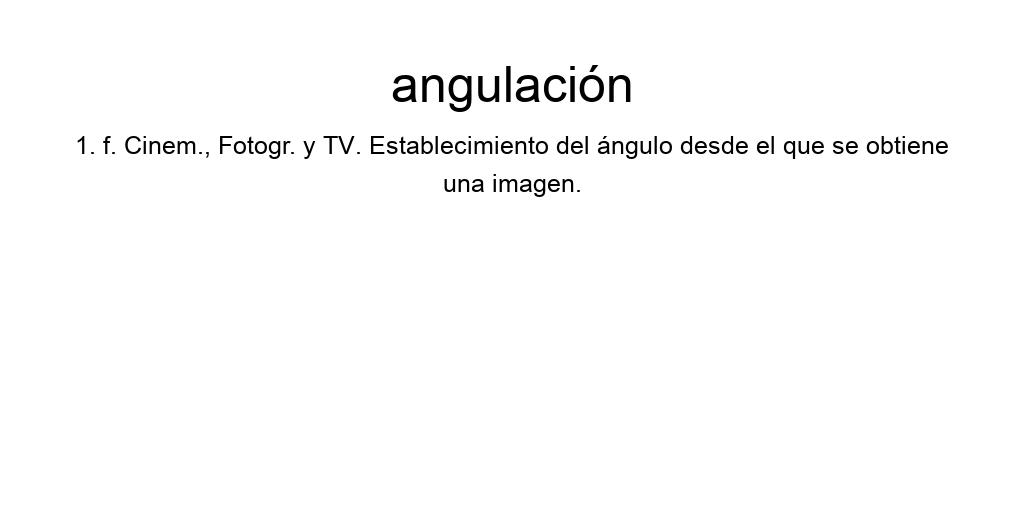 angulación
1. f. Cinem., Fotogr. y TV. Establecimiento del ángulo desde el que se obtiene
una imagen.